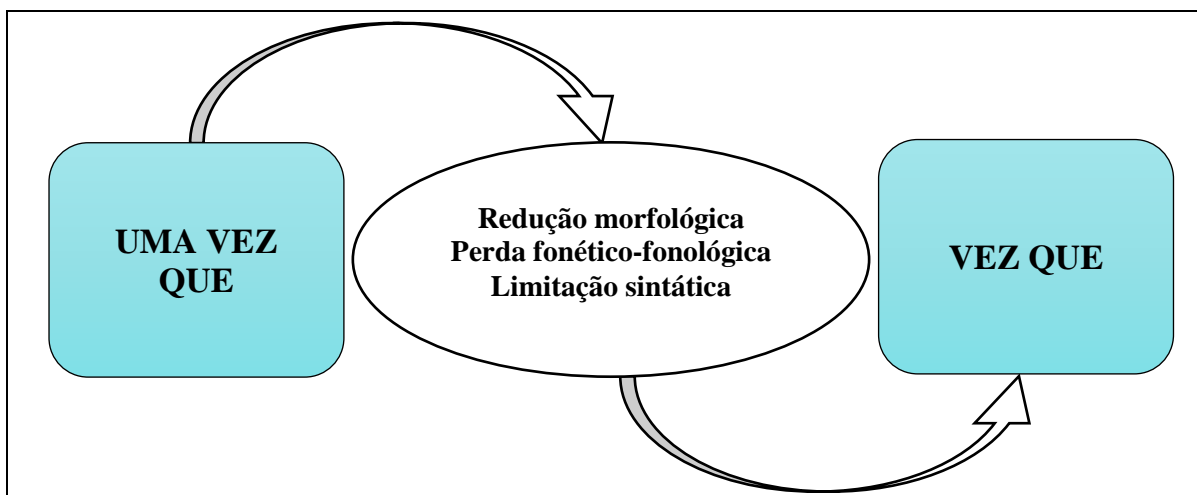 UMA VEZ
QUE
Redução morfológica
Perda fonético-fonológica
Limitação sintática
VEZ QUE